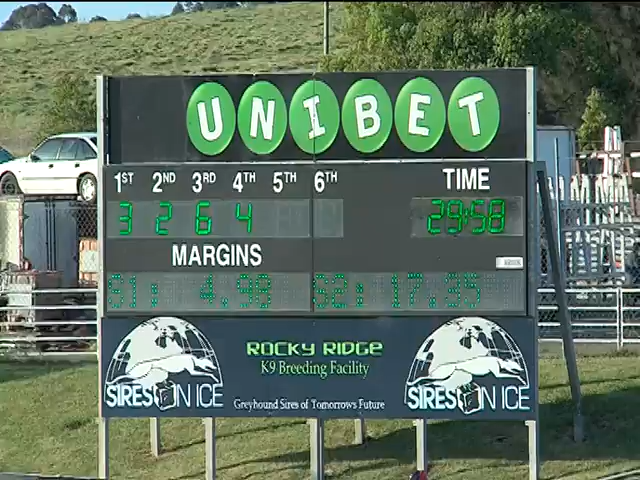 UNIBET
1ST 2ND 3RD 4TH 5TH 6TH TIME
3 2 6 4 29:58
MARGINS
S1: 4.98 S2: 17.35
ROCKY RIDGE
K9 Breeding Facility
SIRES ON ICE
Greyhound Sires of Tomorrows Future
SIRES ON ICE